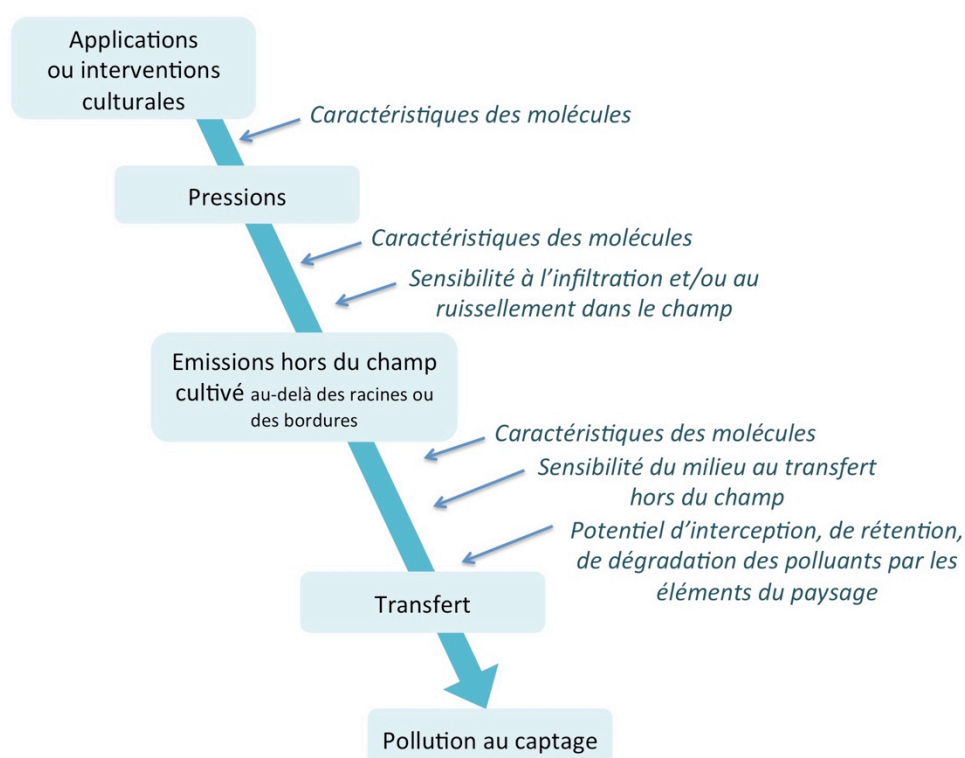 Applications
ou interventions
culturales
Caractéristiques des molécules
Pressions
Caractéristiques des molécules
Sensibilité à l’infiltration et/ou au
ruissellement dans le champ
Emissions hors du champ
cultivé au-delà des racines ou
des bordures
Caractéristiques des molécules
Sensibilité du milieu au transfert
hors du champ
Potentiel d’interception, de rétention,
de dégradation des polluants par les
éléments du paysage
Transfert
Pollution au captage